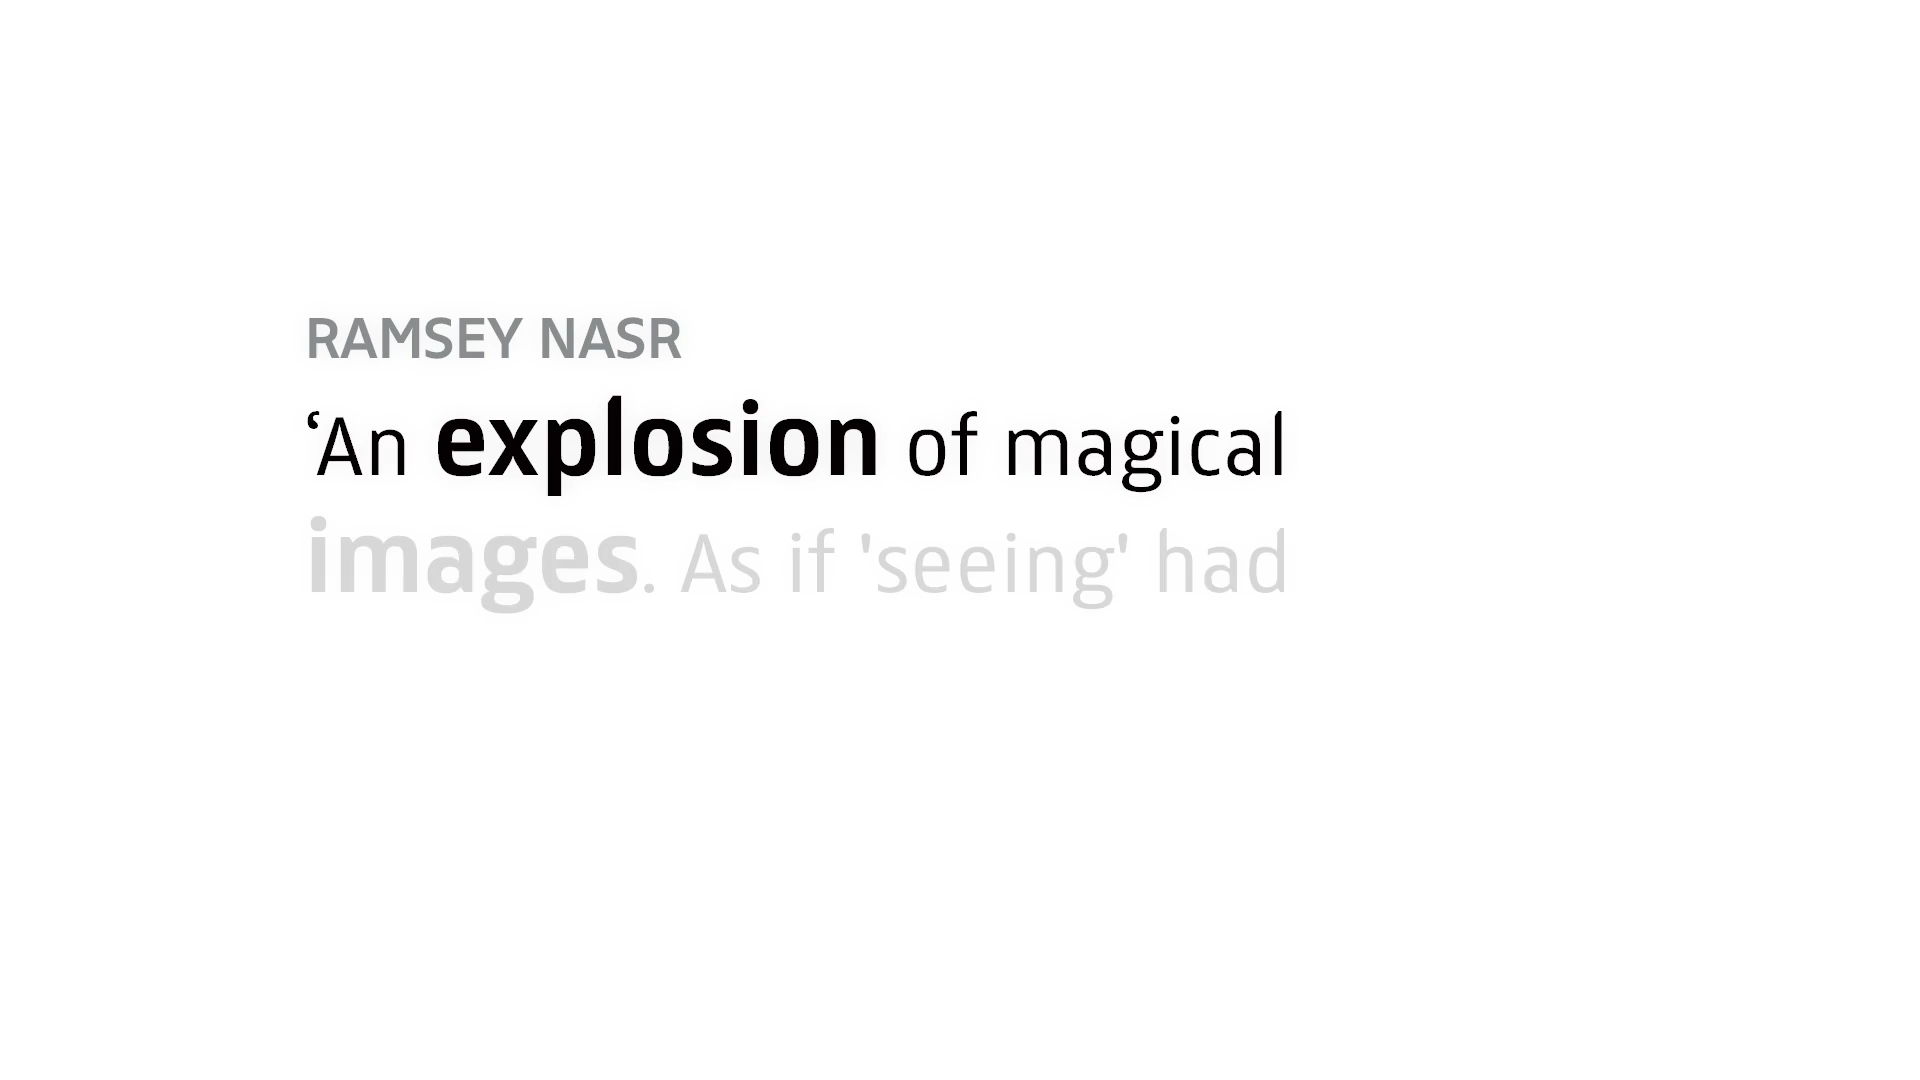 RAMSEY NASR
‘An explosion of magical
images. As if 'seeing' had